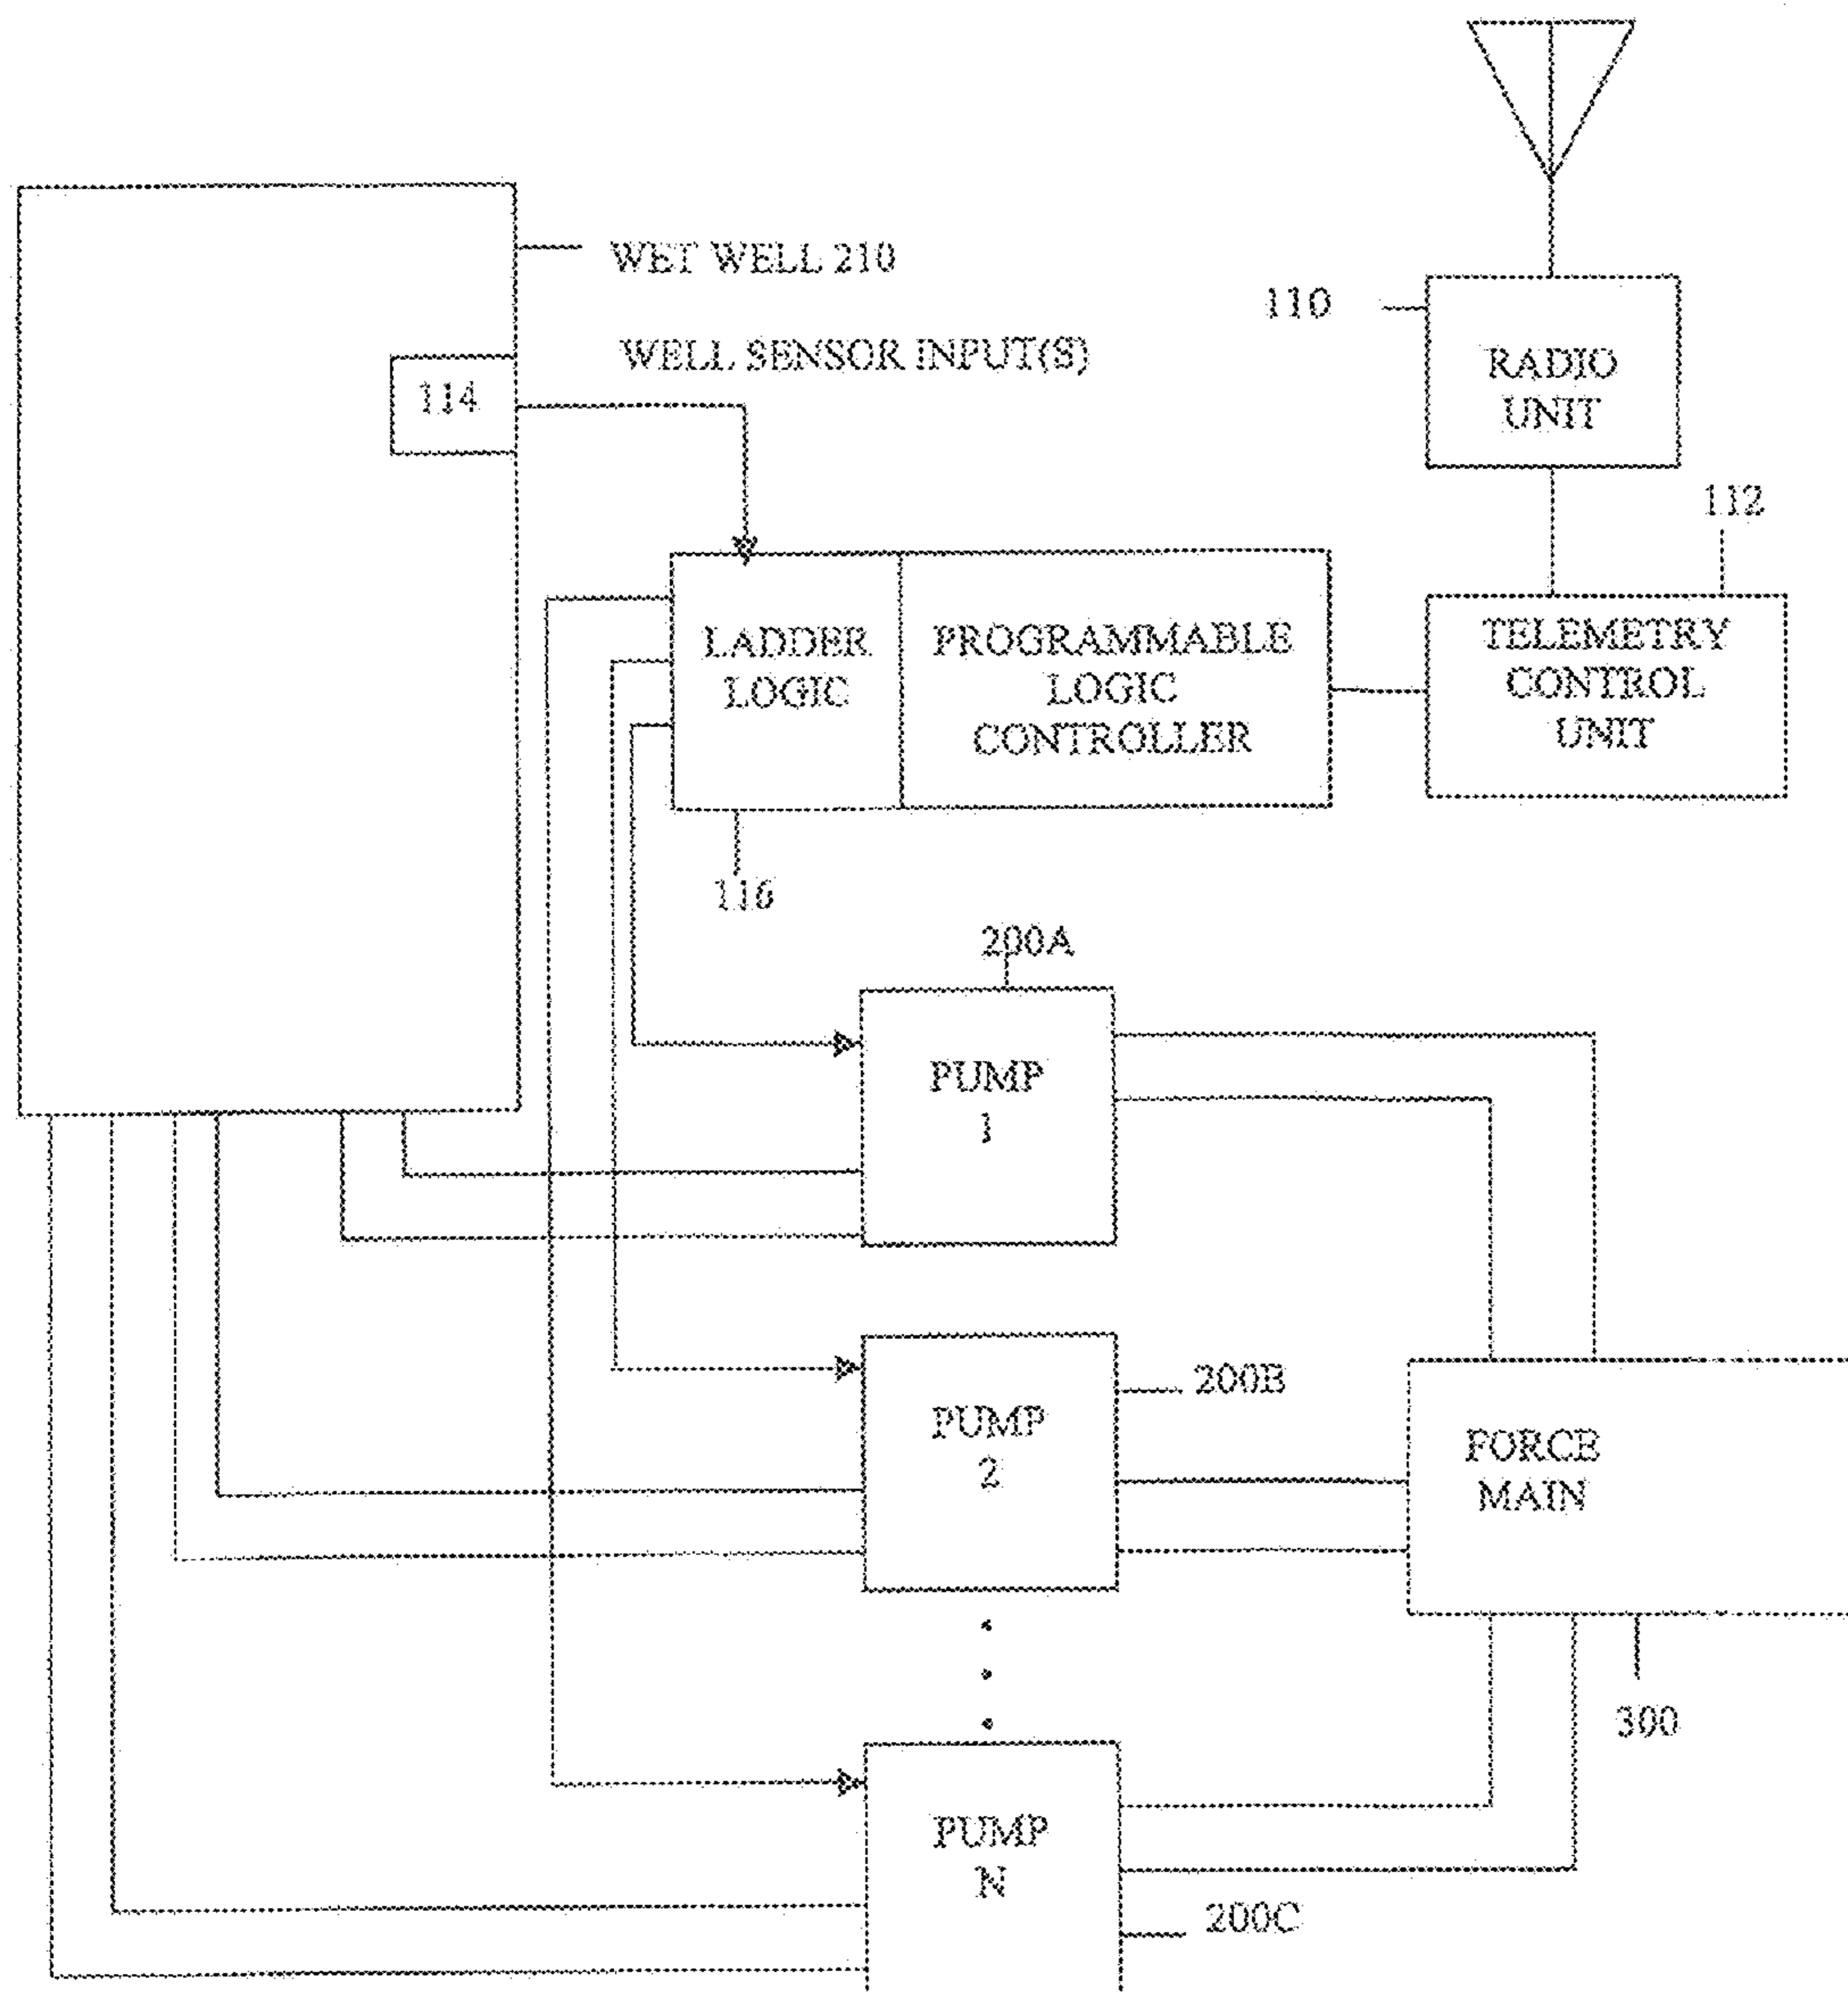 WET WELL 210
110
WELL SENSOR INPUT(S)
RADIO
UNIT
114
112
LADDER
LOGIC
PROGRAMMABLE
LOGIC
CONTROLLER
TELEMETRY
CONTROL
UNIT
116
200A
PUMP
1
200B
PUMP
2
FORCE
MAIN
300
PUMP
N
200C